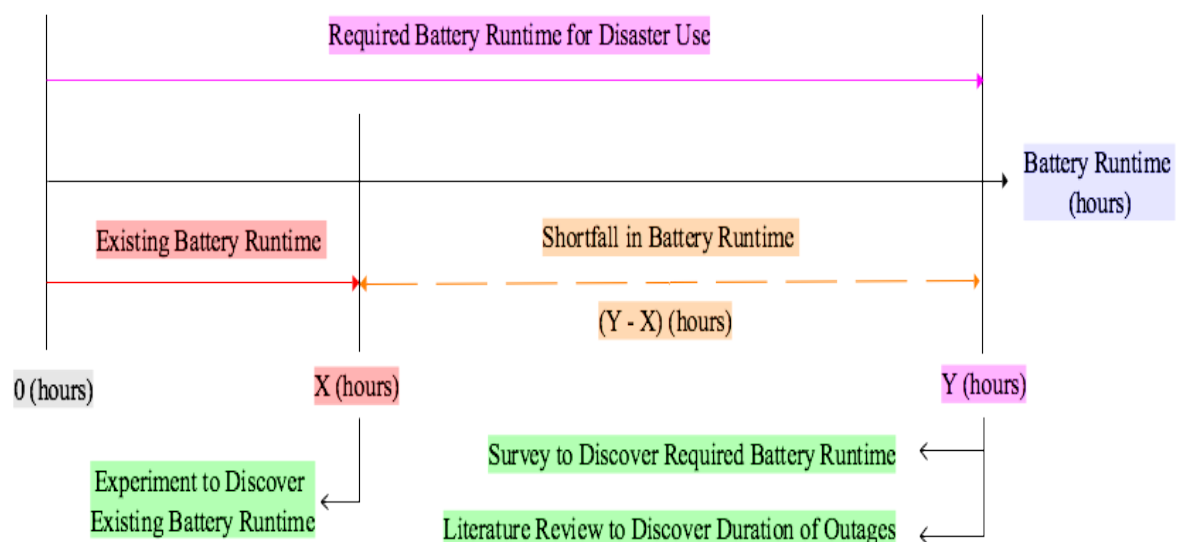 Required Battery Runtime for Disaster Use
Battery Runtime
(hours)
Existing Battery Runtime
Shortfall in Battery Runtime
(Y - X) (hours)
0 (hours)
X (hours)
Y (hours)
Survey to Discover Required Battery Runtime
Experiment to Discover
Existing Battery Runtime
Literature Review to Discover Duration of Outages